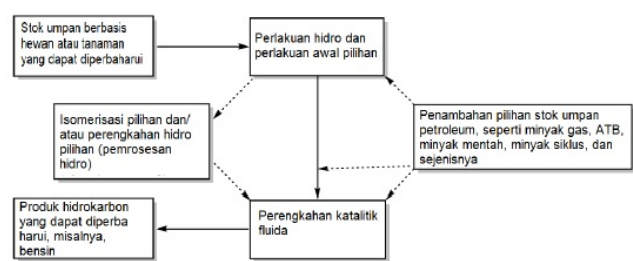 Stok umpan berbasis
hewan atau tanaman
yang dapat diperbaharui
Perlakuan hidro dan
perlakuan awal pilihan
Isomerisasi pilihan dan/
atau perengkahan hidro
pilihan (pemrosesan
hidro)
Penambahan pilihan stok umpan
petroleum, seperti minyak gas, ATB,
minyak mentah, minyak siklus, dan
sejenisnya
Produk hidrokarbon
yang dapat diperba
harui, misalnya,
bensin
Perengkahan katalitik
fluida